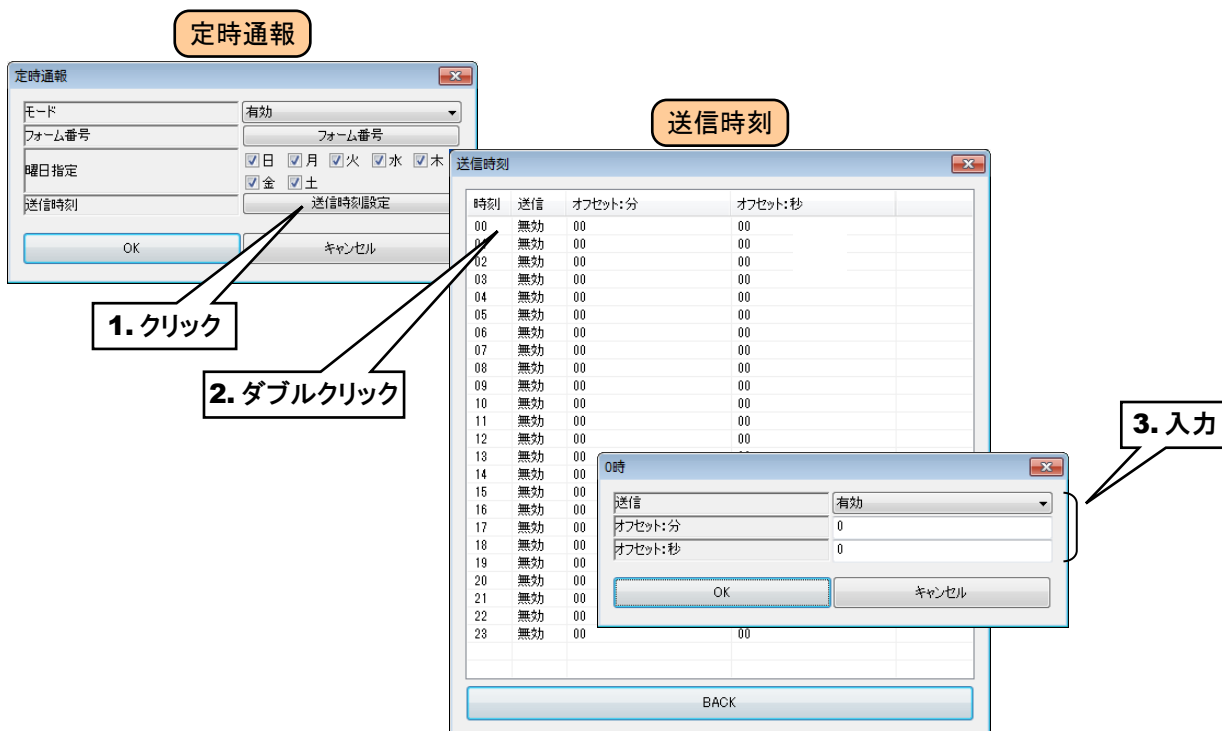 定時通報
定時通報
モード 有効
フォーム番号 フォーム番号
曜日指定 日 月 火 水 木
金 土
送信時刻 送信時刻設定
OK キャンセル
1. クリック
2. ダブルクリック
送信時刻
送信時刻
時刻 送信 オフセット:分 オフセット:秒
00 無効 00 00
無効 00 00
02 無効 00 00
03 無効 00 00
04 無効 00 00
05 無効 00 00
06 無効 00 00
07 無効 00 00
08 無効 00 00
09 無効 00 00
10 無効 00 00
11 無効 00 00
12 無効 00 00
13 無効 00
14 無効 00
15 無効 00
16 無効 00
17 無効 00
18 無効 00
19 無効 00
20 無効 00
21 無効 00
22 無効 00
23 無効 00 00
BACK
0時
送信 有効
オフセット:分 0
オフセット:秒 0
OK キャンセル
3. 入力